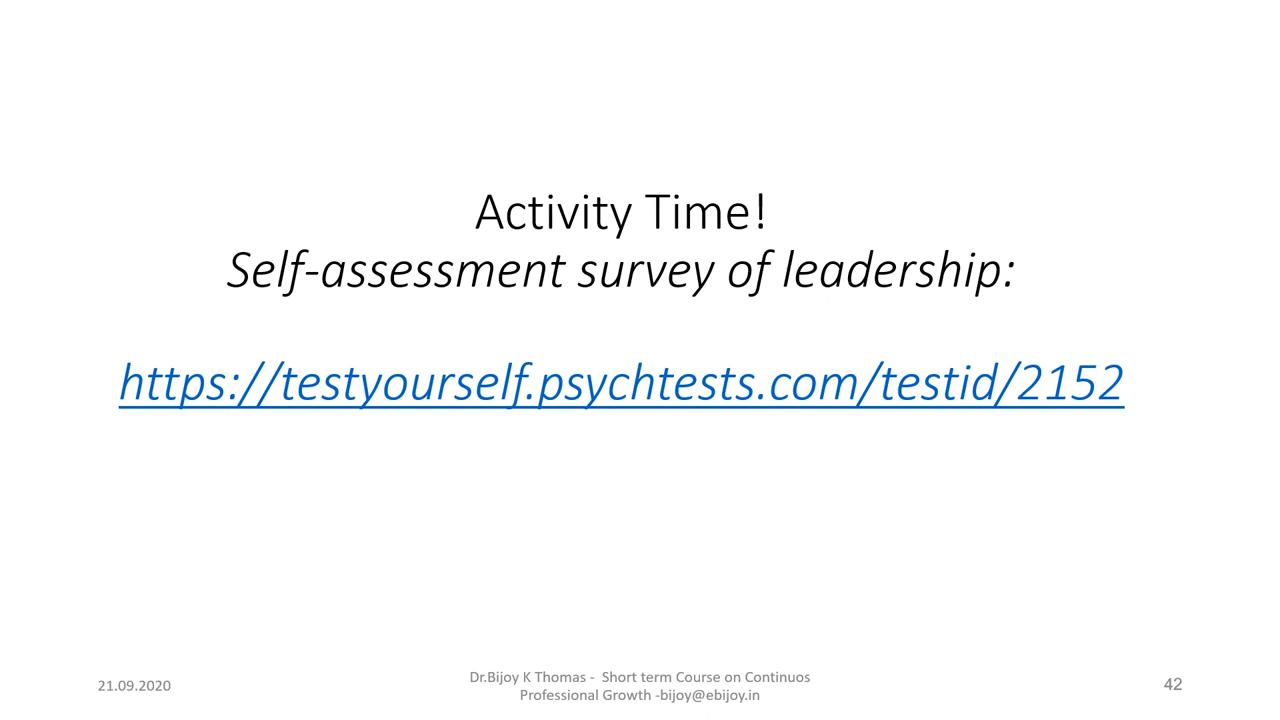 Activity Time!
Self-assessment survey of leadership:
https://testyourself.psychtests.com/testid/2152
21.09.2020
Dr.Bijoy K Thomas -  Short term Course on Continuos
Professional Growth -bijoy@ebijoy.in
42